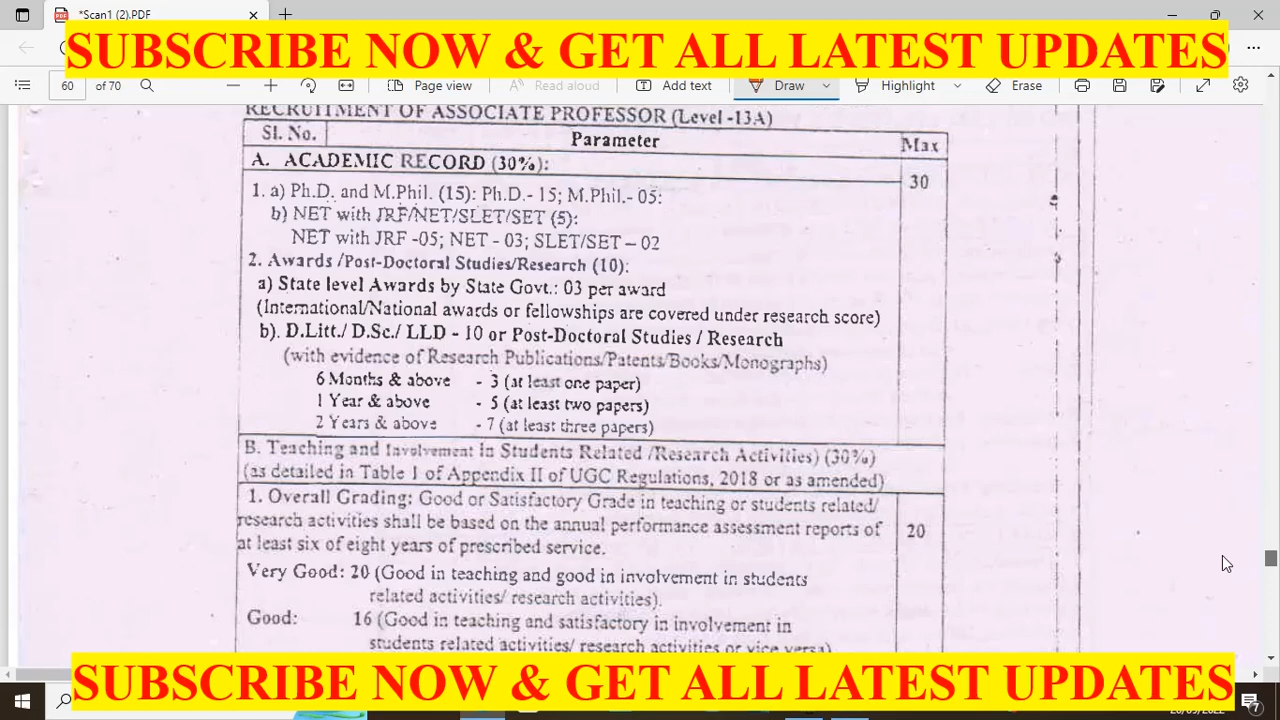 *Scan1 (2).PDF
SUBSCRIBE NOW & GET ALL LATEST UPDATES
60 of 70 Page view Read aloud Add text Draw Highlight Erase
RECRUITMENT OF ASSOCIATE PROFESSOR (Level -13A)
Sl. No. Parameter Max
A. ACADEMIC RECORD (30%): 30
1. a) Ph.D. and M.Phil. (15): Ph.D.- 15; M.Phil.- 05:
b) NET with JRF/NET/SLET/SET (5):
NET with JRF -05; NET - 03; SLET/SET – 02
2. Awards /Post-Doctoral Studies/Research (10):
a) State level Awards by State Govt.: 03 per award
(International/National awards or fellowships are covered under research score)
b). D.Litt./ D.Sc./ LLD - 10 or Post-Doctoral Studies / Research
(with evidence of Research Publications/Patents/Books/Monographs)
6 Months & above - 3 (at least one paper)
1 Year & above - 5 (at least two papers)
2 Years & above - 7 (at least three papers)
B. Teaching and Involvement in Students Related /Research Activities) (30%)
(as detailed in Table 1 of Appendix II of UGC Regulations, 2018 or as amended)
1. Overall Grading: Good or Satisfactory Grade in teaching or students related/
research activities shall be based on the annual performance assessment reports of 20
at least six of eight years of prescribed service.
Very Good: 20 (Good in teaching and good in involvement in students
related activities/ research activities).
Good: 16 (Good in teaching and satisfactory in involvement in
students related activities/ research activities or vice versa)
SUBSCRIBE NOW & GET ALL LATEST UPDATES
7